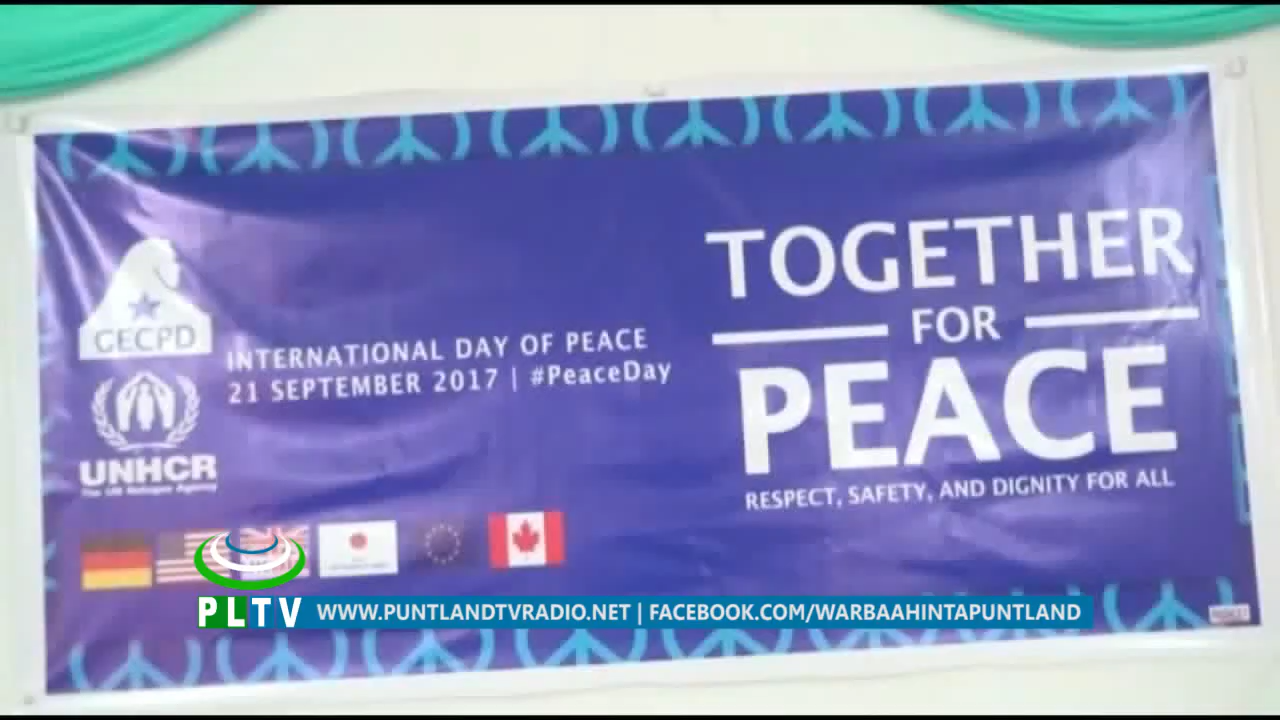 TOGETHER
FOR
PEACE
RESPECT, SAFETY, AND DIGNITY FOR ALL
GECPD
INTERNATIONAL DAY OF PEACE
21 SEPTEMBER 2017 | #PeaceDay
UNHCR
The UN Refugee Agency
PLTV
WWW.PUNTLANDTVRADIO.NET | FACEBOOK.COM/WARBAAHINTAPUNTLAND